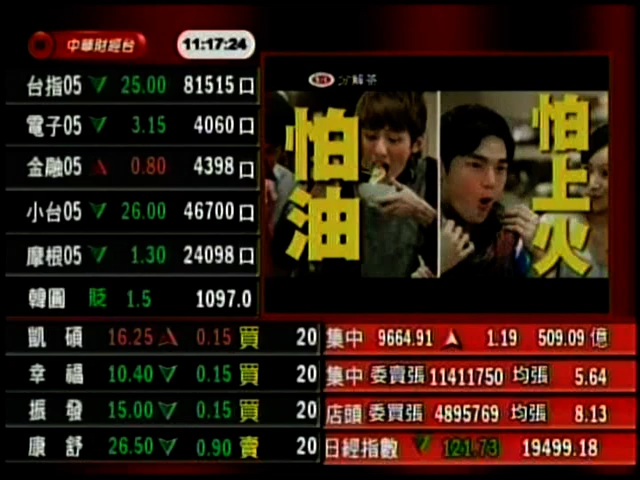 中華財經台 11:17:24
台指05 25.00 81515口
電子05 3.15 4060口
金融05 0.80 4398口
小台05 26.00 46700口
摩根05 1.30 24098口
韓圓 貶 1.5 1097.0
分解茶
怕油
怕上火
凱碩 16.25 0.15 買 20
幸福 10.40 0.15 買 20
振發 15.00 0.15 買 20
康舒 26.50 0.90 賣 20
集中 9664.91 1.19 509.09 億
集中 委賣張 11411750 均張 5.64
店頭 委買張 4895769 均張 8.13
日經指數 121.73 19499.18